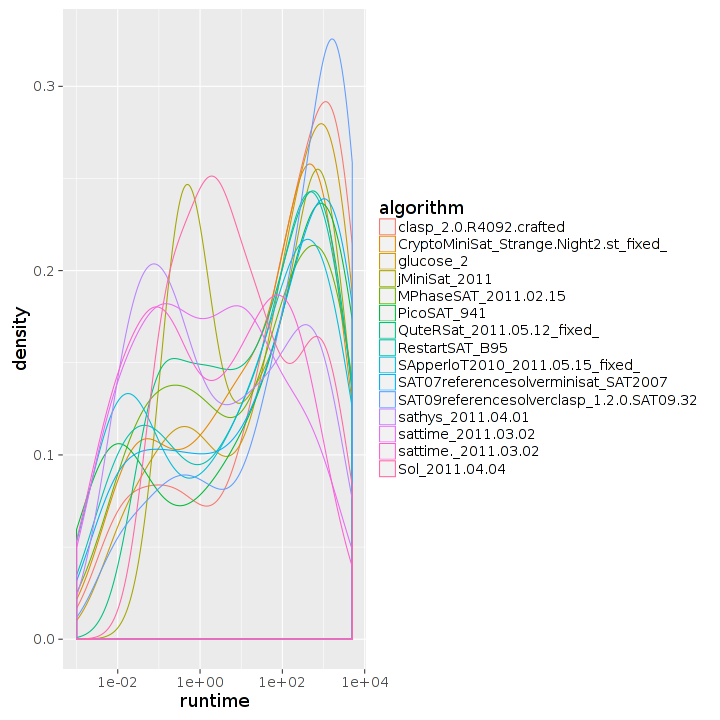 0.3
0.2
0.1
0.0
density
1e-02 1e+00 1e+02 1e+04
runtime
algorithm
clasp_2.0.R4092.crafted
CryptoMiniSat_Strange.Night2.st_fixed_
glucose_2
jMiniSat_2011
MPhaseSAT_2011.02.15
PicoSAT_941
QuteRSat_2011.05.12_fixed_
RestartSAT_B95
SApperloT2010_2011.05.15_fixed_
SAT07referencesolverminisat_SAT2007
SAT09referencesolverclasp_1.2.0.SAT09.32
sathys_2011.04.01
sattime_2011.03.02
sattime._2011.03.02
Sol_2011.04.04